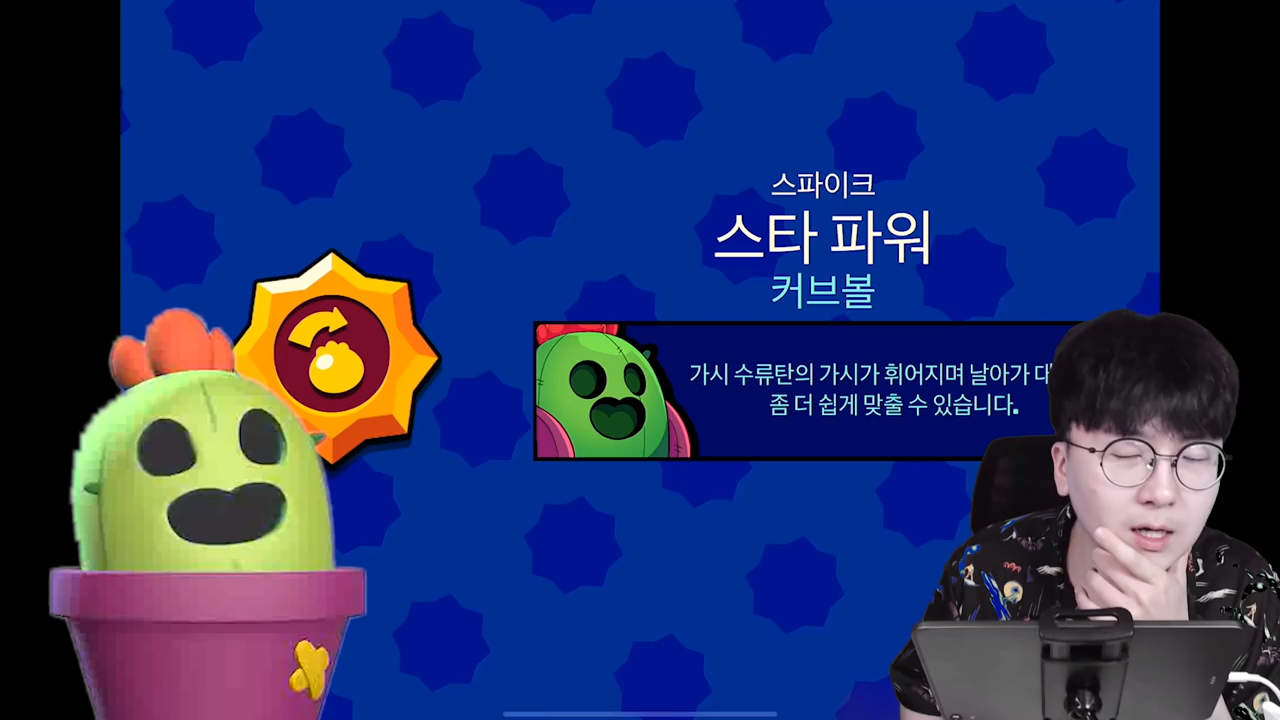 스파이크
스타 파워
커브볼
가시 수류탄의 가시가 휘어지며 날아가
좀 더 쉽게 맞출 수 있습니다.